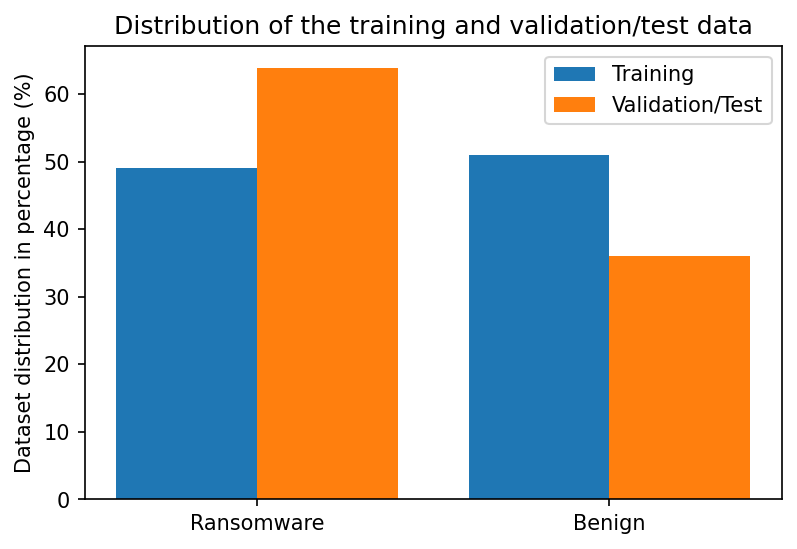 Distribution of the training and validation/test data
Dataset distribution in percentage (%)
60
50
40
30
20
10
0
Training
Validation/Test
Ransomware
Benign